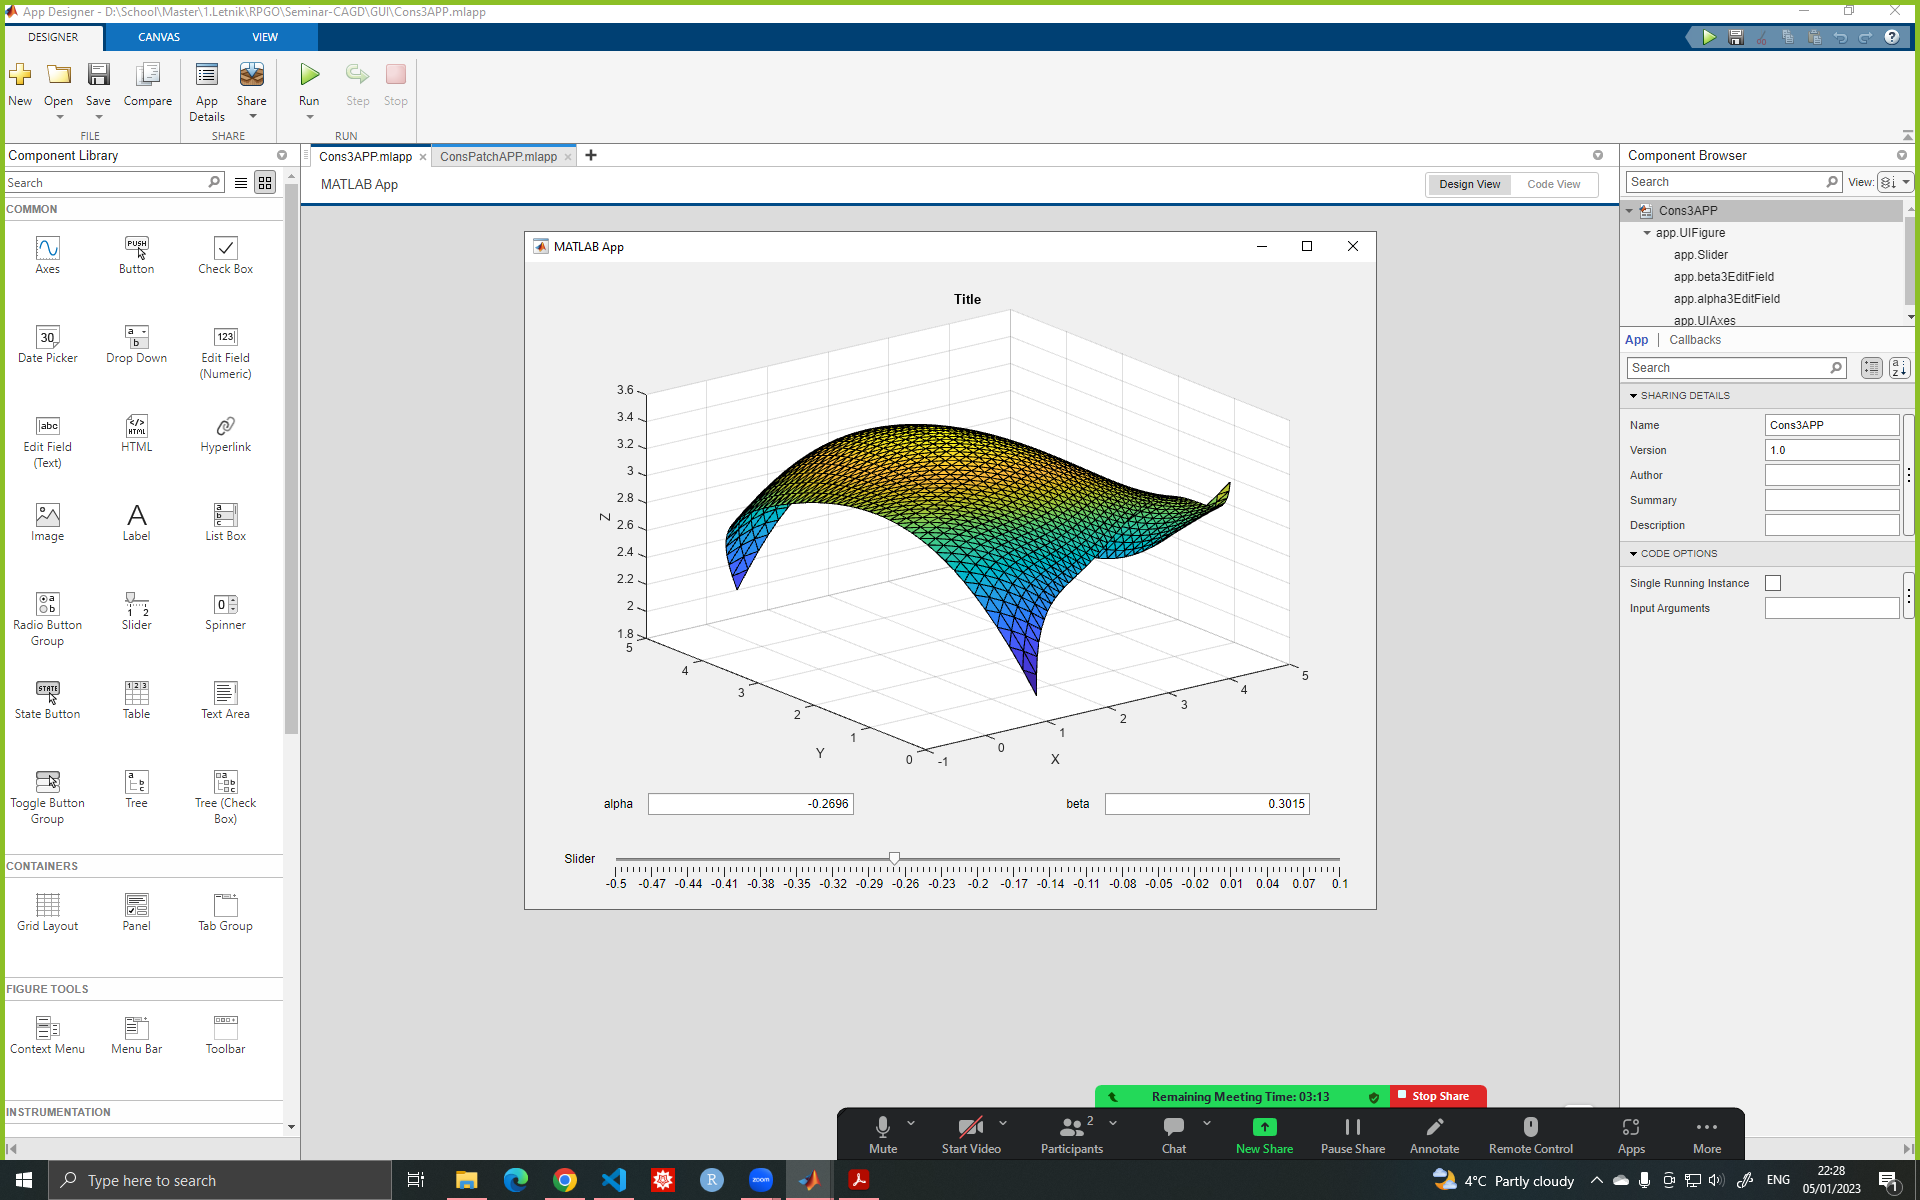 App Designer - D:\School\Master\1.Letnik\RPGO\Seminar-CAGD\GUI\Cons3APP.mlapp
DESIGNER CANVAS VIEW
New Open Save Compare App Details Share Run Step Stop
FILE SHARE RUN
Component Library
Search
COMMON
Axes Button Check Box
Date Picker Drop Down Edit Field (Numeric)
Edit Field (Text) HTML Hyperlink
Image Label List Box
Radio Button Group Slider Spinner
State Button Table Text Area
Toggle Button Group Tree Tree (Check Box)
CONTAINERS
Grid Layout Panel Tab Group
FIGURE TOOLS
Context Menu Menu Bar Toolbar
INSTRUMENTATION
Cons3APP.mlapp ConsPatchAPP.mlapp
MATLAB App
Design View Code View
MATLAB App
Title
3.6
3.4
3.2
3
2.8
2.6
2.4
2.2
2
1.8
Z
5 4 3 2 1 0
Y
-1 0 1 2 3 4 5
X
alpha -0.2696 beta 0.3015
Slider
-0.5 -0.47 -0.44 -0.41 -0.38 -0.35 -0.32 -0.29 -0.26 -0.23 -0.2 -0.17 -0.14 -0.11 -0.08 -0.05 -0.02 0.01 0.04 0.07 0.1
Component Browser
Search View:
Cons3APP
app.UIFigure
app.Slider
app.beta3EditField
app.alpha3EditField
app.UIAxes
App Callbacks
Search
SHARING DETAILS
Name Cons3APP
Version 1.0
Author
Summary
Description
CODE OPTIONS
Single Running Instance
Input Arguments
Remaining Meeting Time: 03:13 Stop Share
2
Mute Start Video Participants Chat New Share Pause Share Annotate Remote Control Apps More
Type here to search
zoom
4°C Partly cloudy
ENG
22:28
05/01/2023
1